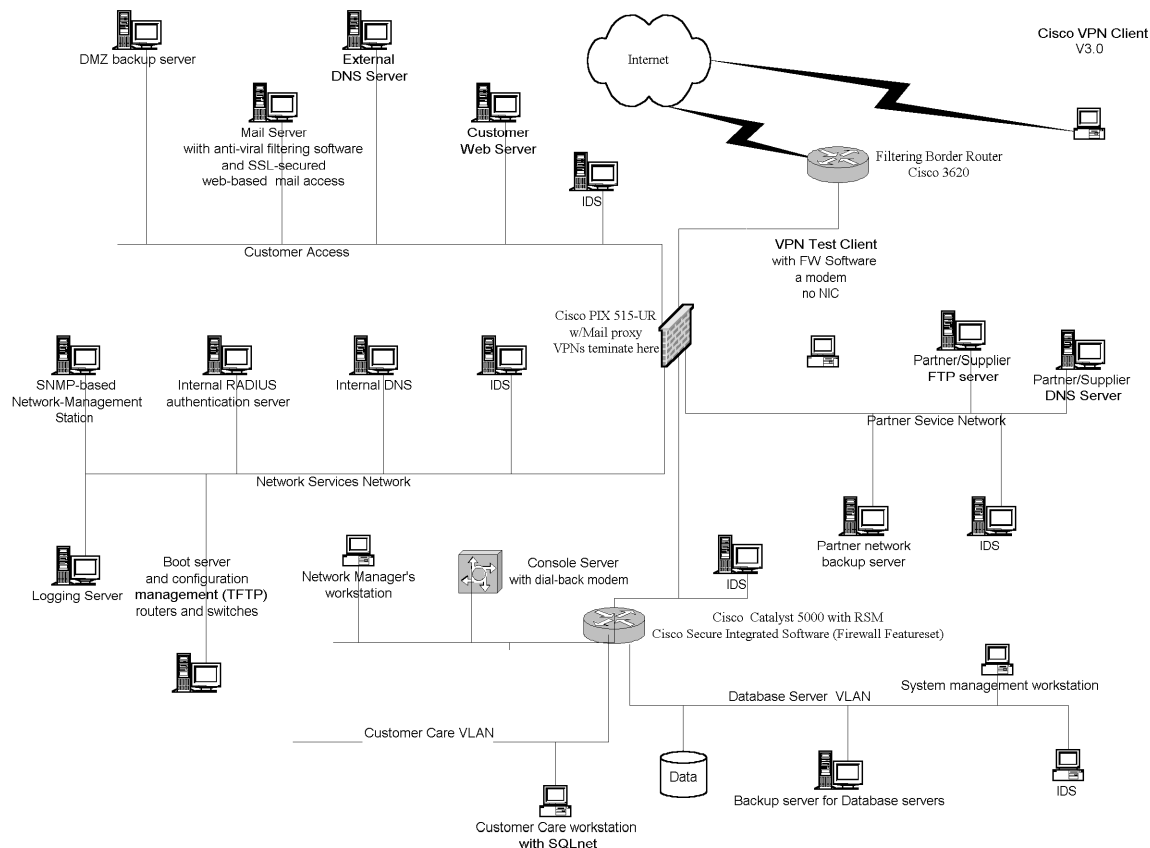 DMZ backup server
External
DNS Server
Mail Server
wiith anti-viral filtering software
and SSL-secured
web-based mail access
Customer
Web Server
IDS
Customer Access
Internet
Cisco VPN Client
V3.0
Filtering Border Router
Cisco 3620
VPN Test Client
with FW Software
a modem
no NIC
Cisco PIX 515-UR
w/Mail proxy
VPNs teminate here
Partner/Supplier
FTP server
Partner/Supplier
DNS Server
Partner Sevice Network
SNMP-based
Network-Management
Station
Internal RADIUS
authentication server
Internal DNS
IDS
Network Services Network
Logging Server
Boot server
and configuration
management (TFTP)
routers and switches
Network Manager's
workstation
Console Server
with dial-back modem
IDS
Partner network
backup server
IDS
Cisco Catalyst 5000 with RSM
Cisco Secure Integrated Software (Firewall Featureset)
System management workstation
Database Server VLAN
Customer Care VLAN
Data
Backup server for Database servers
IDS
Customer Care workstation
with SQLnet